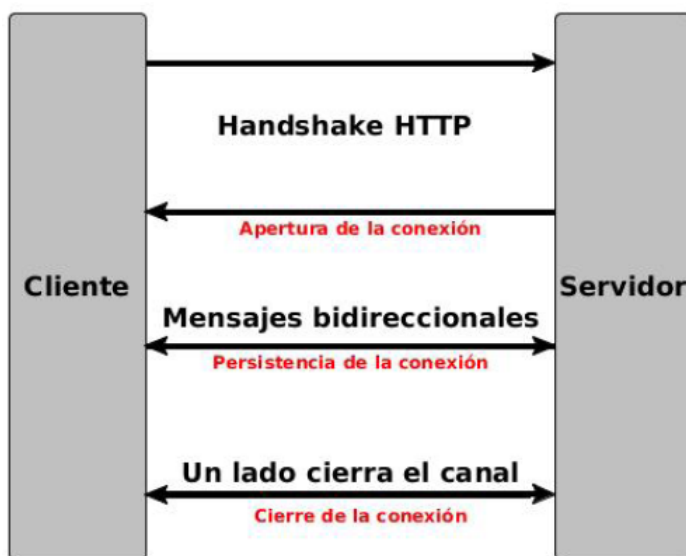 Handshake HTTP
Apertura de la conexión
Cliente
Servidor
Mensajes bidireccionales
Persistencia de la conexión
Un lado cierra el canal
Cierre de la conexión